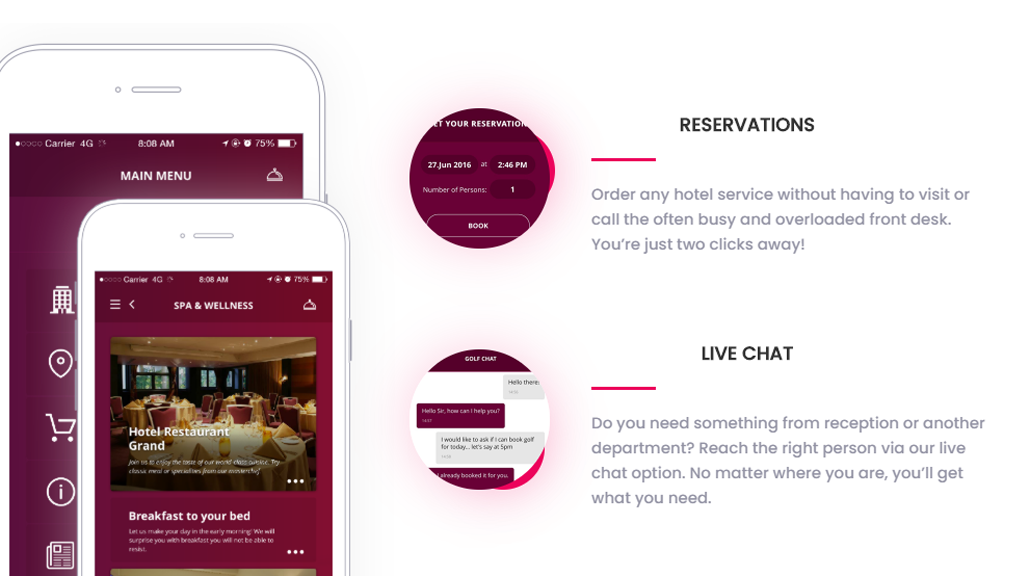 Carrier 4G 8:08 AM 75%
MAIN MENU
Carrier 4G 8:08 AM 75%
SPA & WELLNESS
Hotel Restaurant
Grand
Join us to enjoy the taste of our world-class cuisine. Try
classic meal or specialties from our winemaker,
Breakfast to your bed
Let us make your day in the early morning! We will
surprise you with breakfast you will not be able to
resist.
ET YOUR RESERVATION
27.Jun 2016 at 2:46 PM
Number of Persons: 1
BOOK
RESERVATIONS
Order any hotel service without having to visit or
call the often busy and overloaded front desk.
You’re just two clicks away!
GOLF CHAT
Hello there
Hello Sir, how can I help you?
I would like to ask if I can book golf
for today... let's say at 5pm
I already booked it for you.
LIVE CHAT
Do you need something from reception or another
department? Reach the right person via our live
chat option. No matter where you are, you’ll get
what you need.